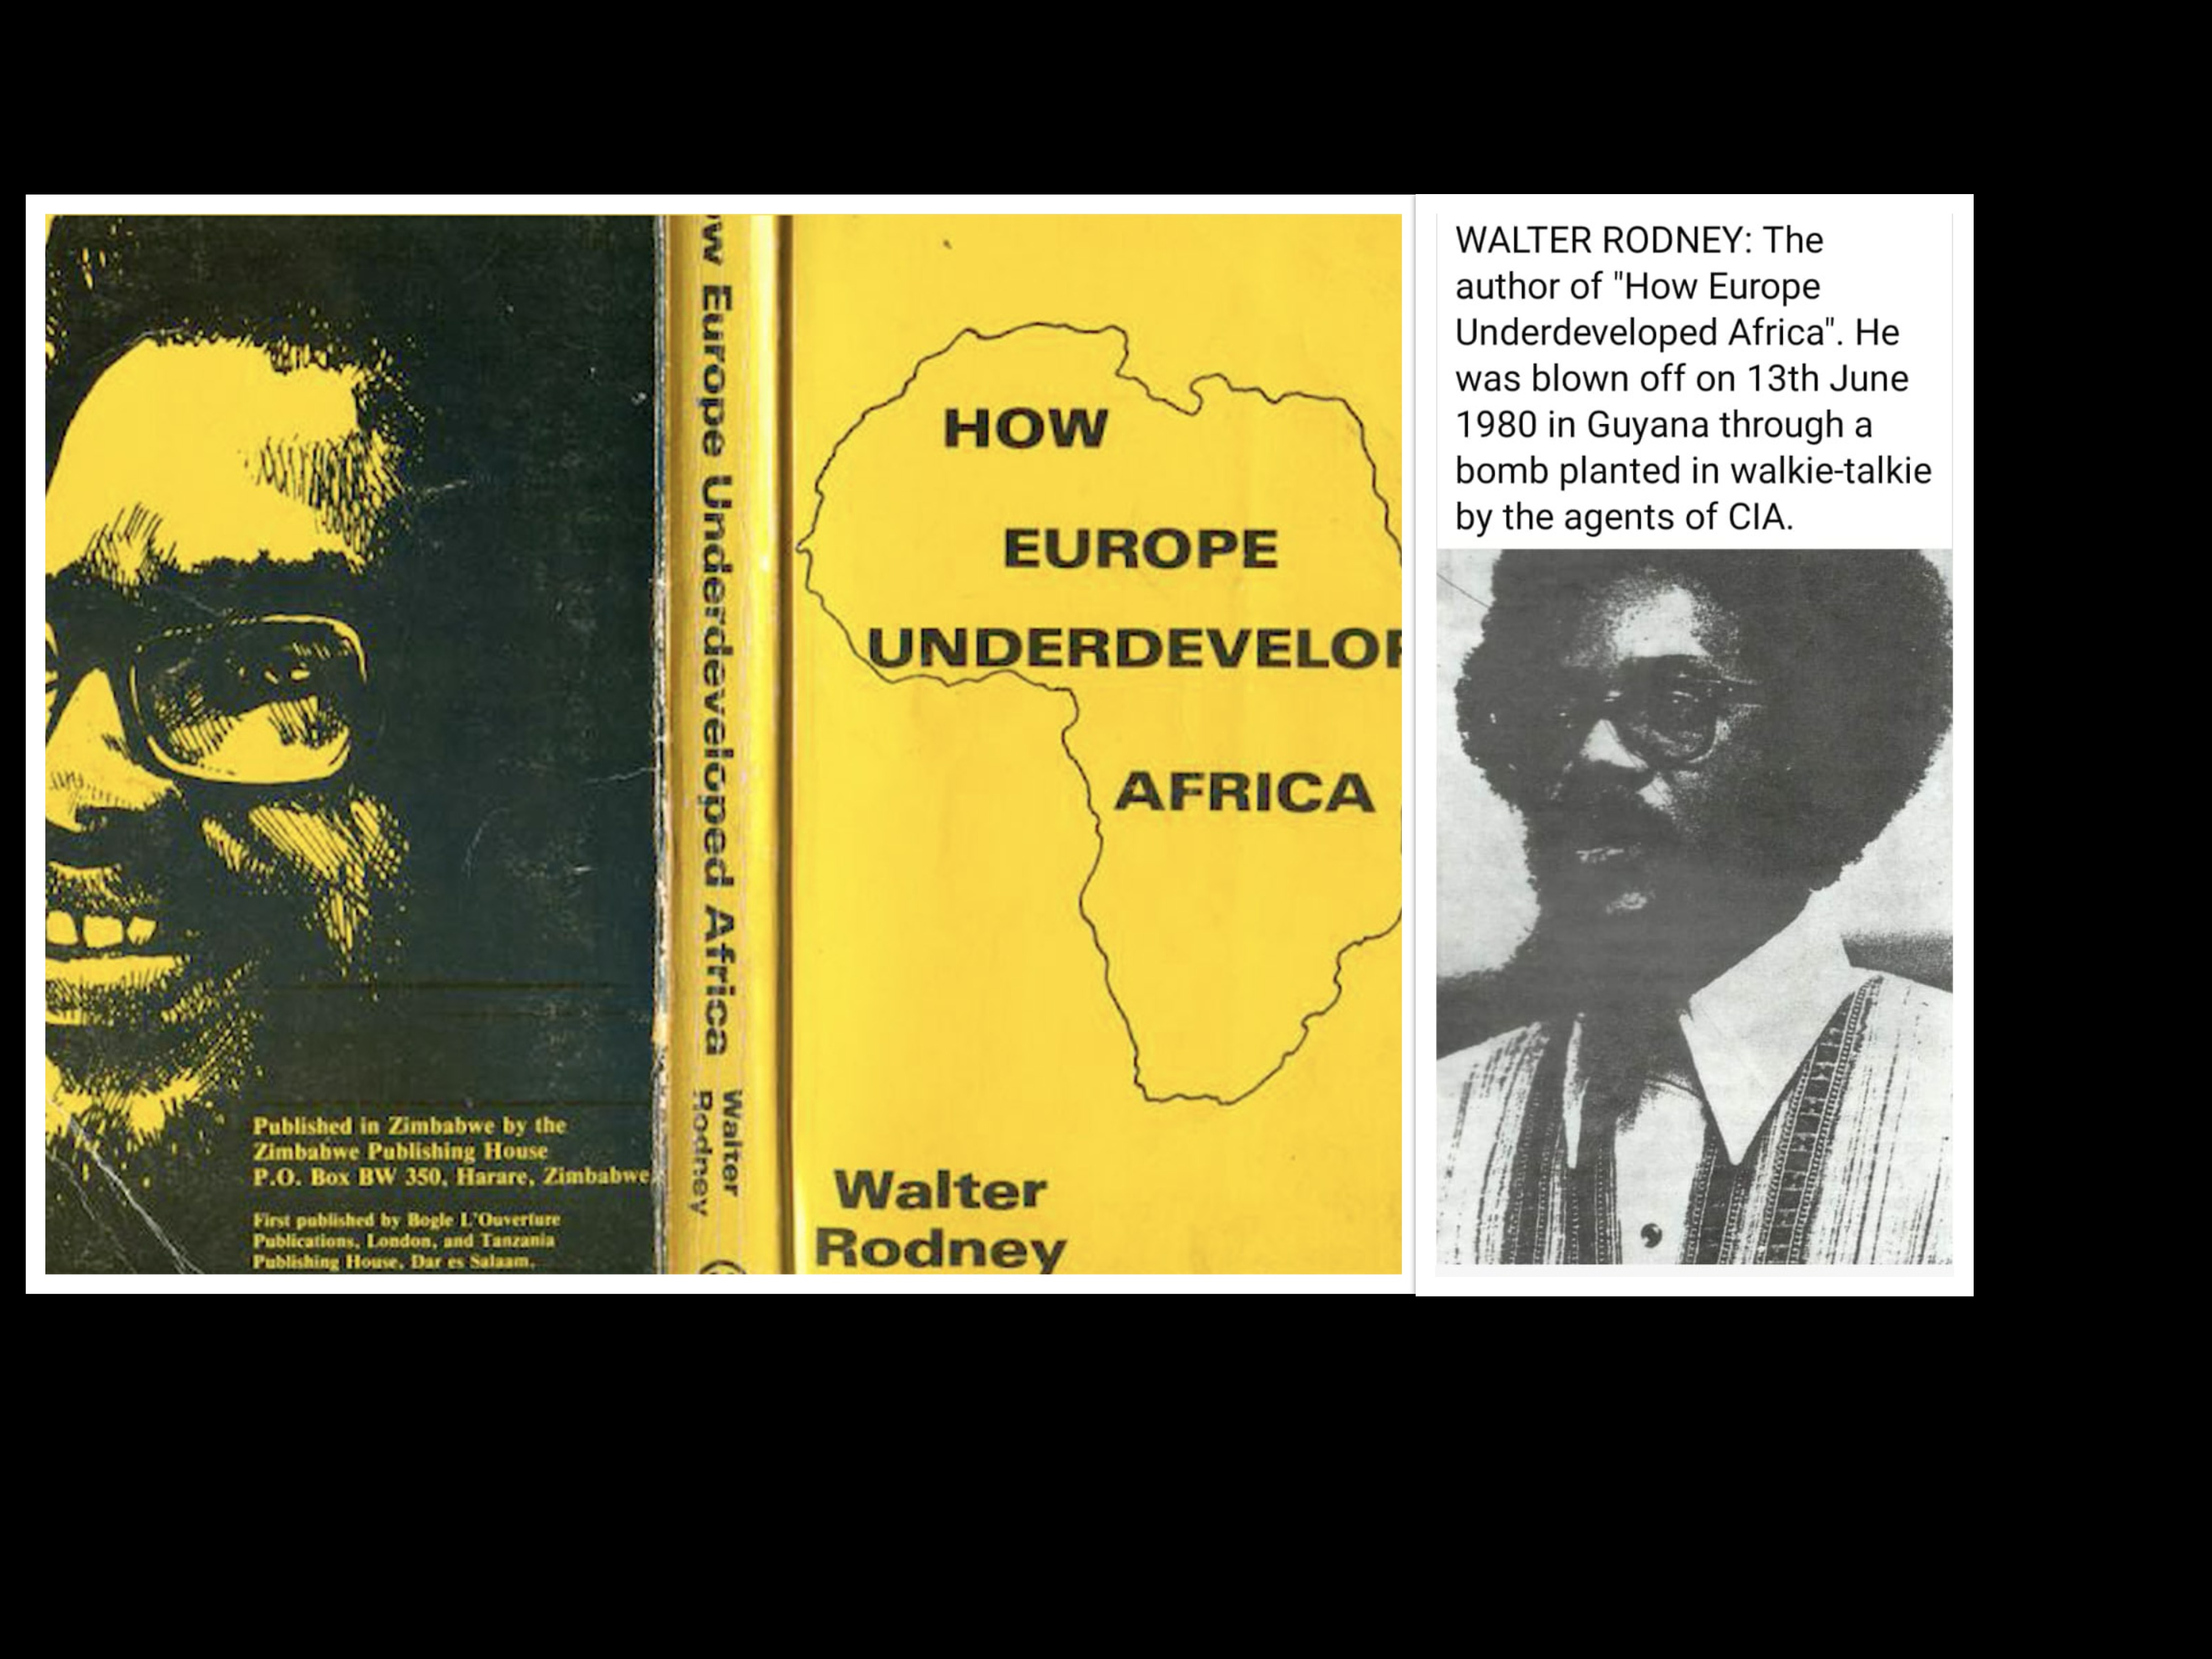 Published in Zimbabwe by the
Zimbabwe Publishing House
P.O. Box BW 350, Harare, Zimbabwe
First published by Bogle L'Ouverture
Publications, London, and Tanzania
Publishing House, Dar es Salaam.
Europe Underdeveloped Africa
Walter
Rodney
HOW
EUROPE
AFRICA
Walter
Rodney
WALTER RODNEY: The
author of "How Europe
Underdeveloped Africa". He
was blown off on 13th June
1980 in Guyana through a
bomb planted in walkie-talkie
by the agents of CIA.